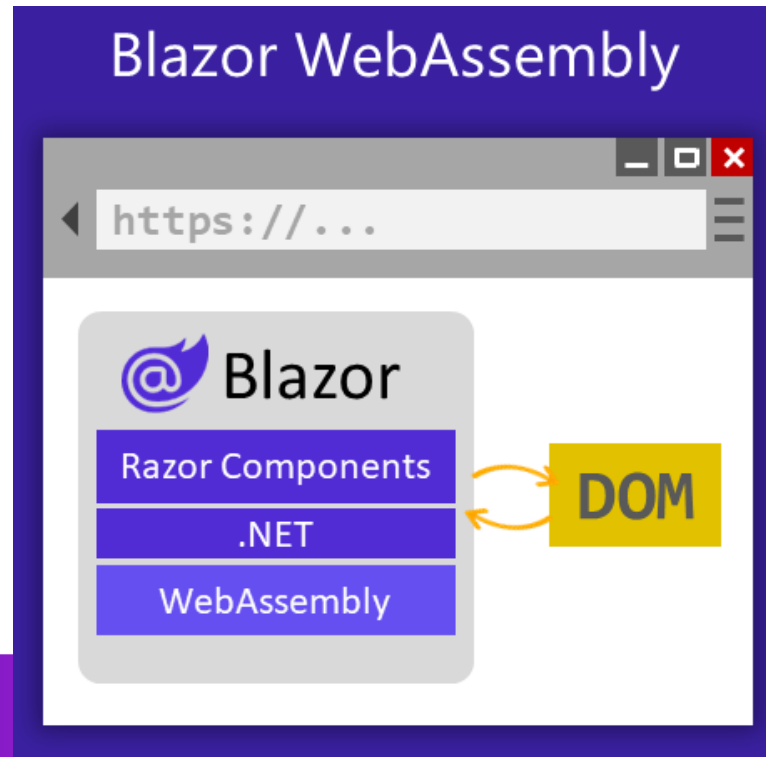 Blazor WebAssembly
https://...
@ Blazor
Razor Components
.NET
DOM
WebAssembly